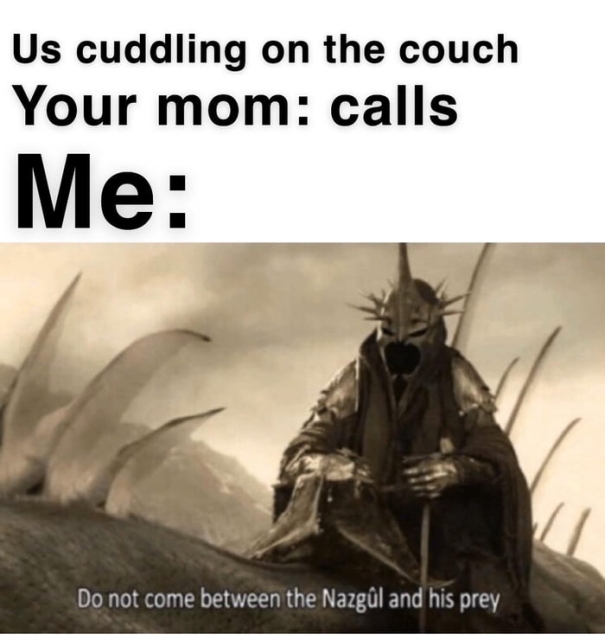 Us cuddling on the couch
Your mom: calls
Me:
Do not come between the Nazgûl and his prey